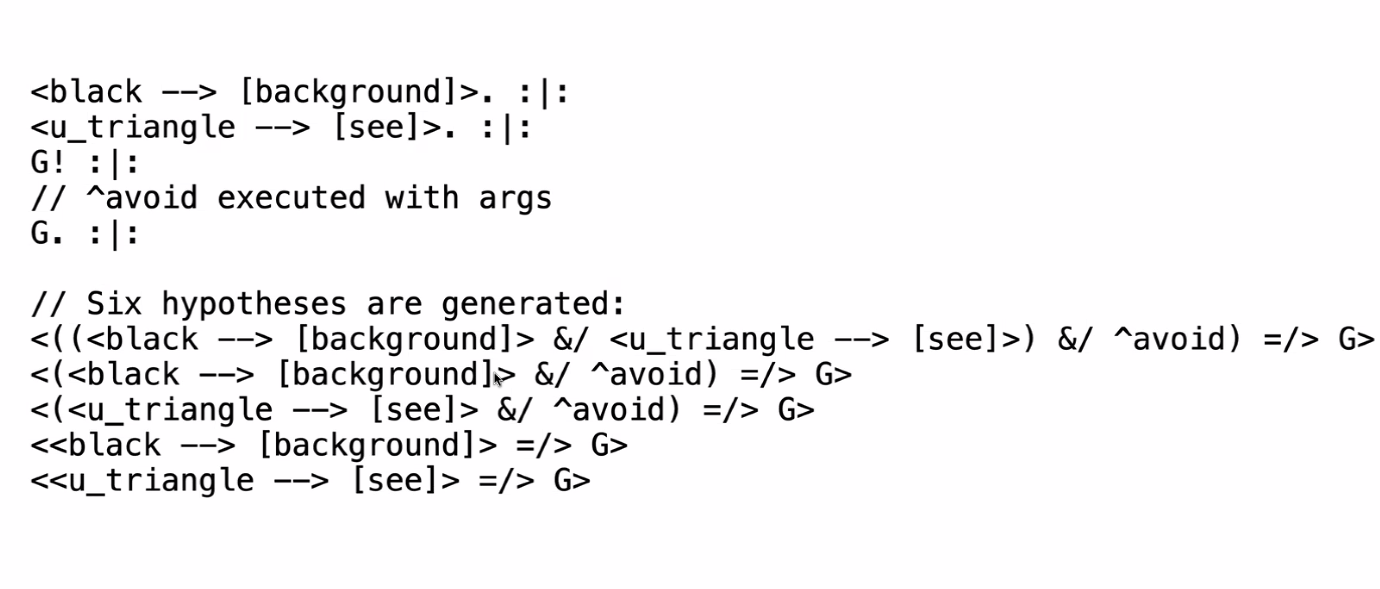 <black --> [background]>. :|:
<u_triangle --> [see]>. :|:
G! :|:
// ^avoid executed with args
G. :|:
// Six hypotheses are generated:
<((<black --> [background]> &/ <u_triangle --> [see]>) &/ ^avoid) =/> G>
<(<black --> [background]> &/ ^avoid) =/> G>
<(<u_triangle --> [see]> &/ ^avoid) =/> G>
<<black --> [background]> =/> G>
<<u_triangle --> [see]> =/> G>